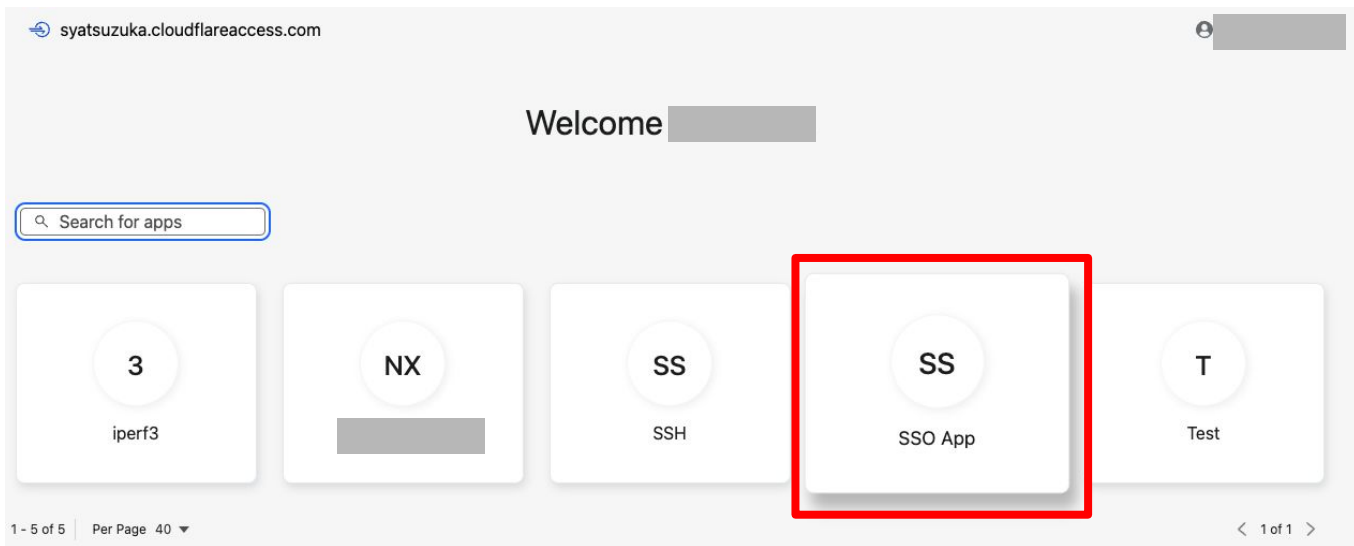 syatsuzuka.cloudflareaccess.com
Welcome
Search for apps
3
iperf3
NX
SS
SSH
SS
SSO App
T
Test
1 - 5 of 5 Per Page 40
1 of 1